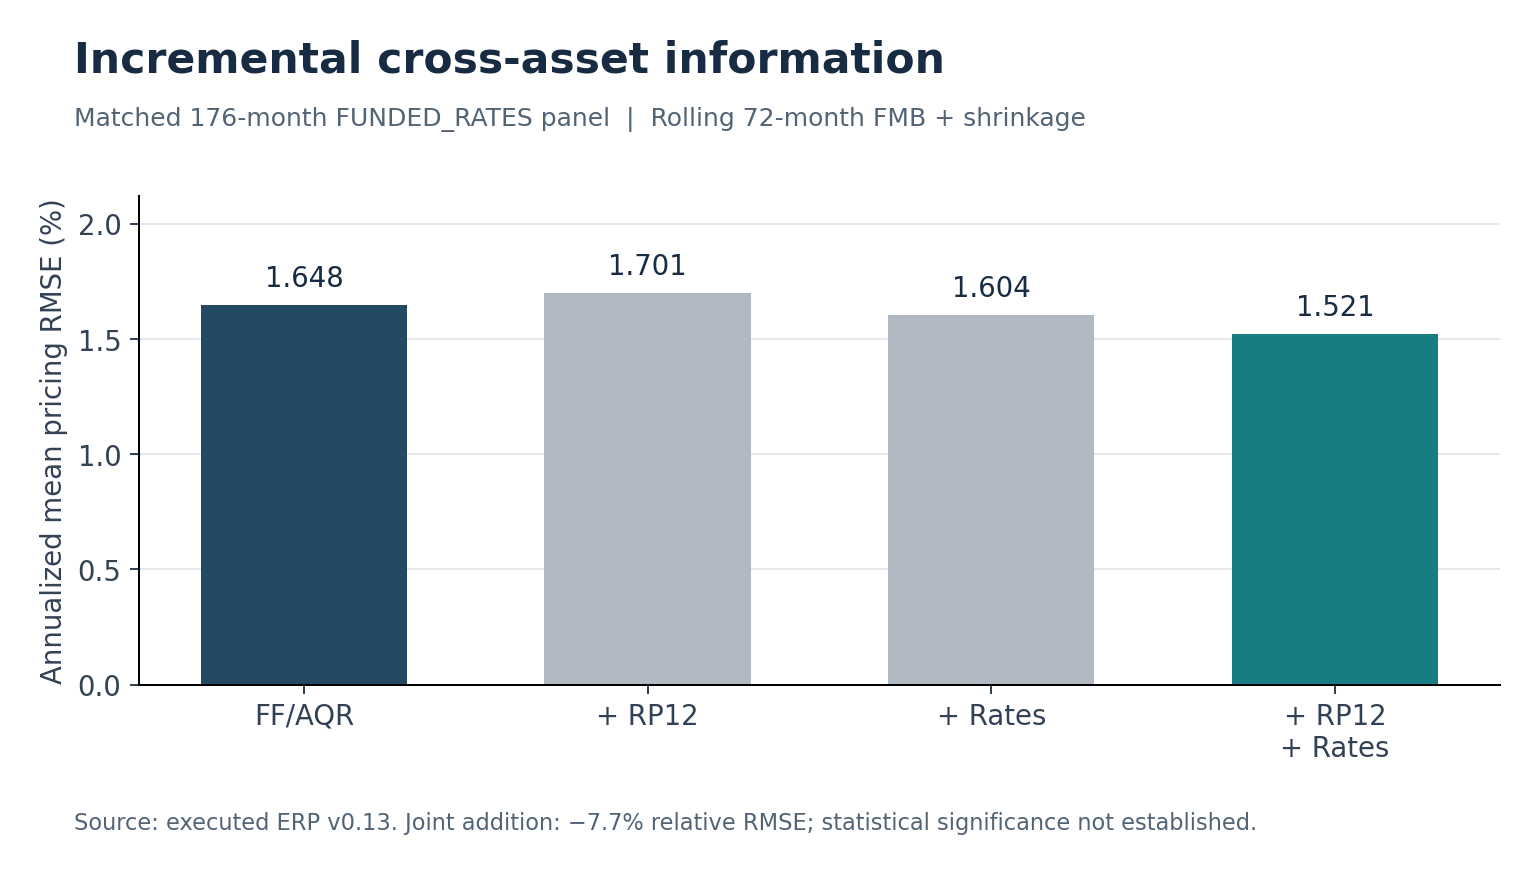 Incremental cross-asset information
Matched 176-month FUNDED_RATES panel | Rolling 72-month FMB + shrinkage
Annualized mean pricing RMSE (%)
2.0
1.5
1.0
0.5
0.0
1.648
1.701
1.604
1.521
FF/AQR
+ RP12
+ Rates
+ RP12
+ Rates
Source: executed ERP v0.13. Joint addition: −7.7% relative RMSE; statistical significance not established.